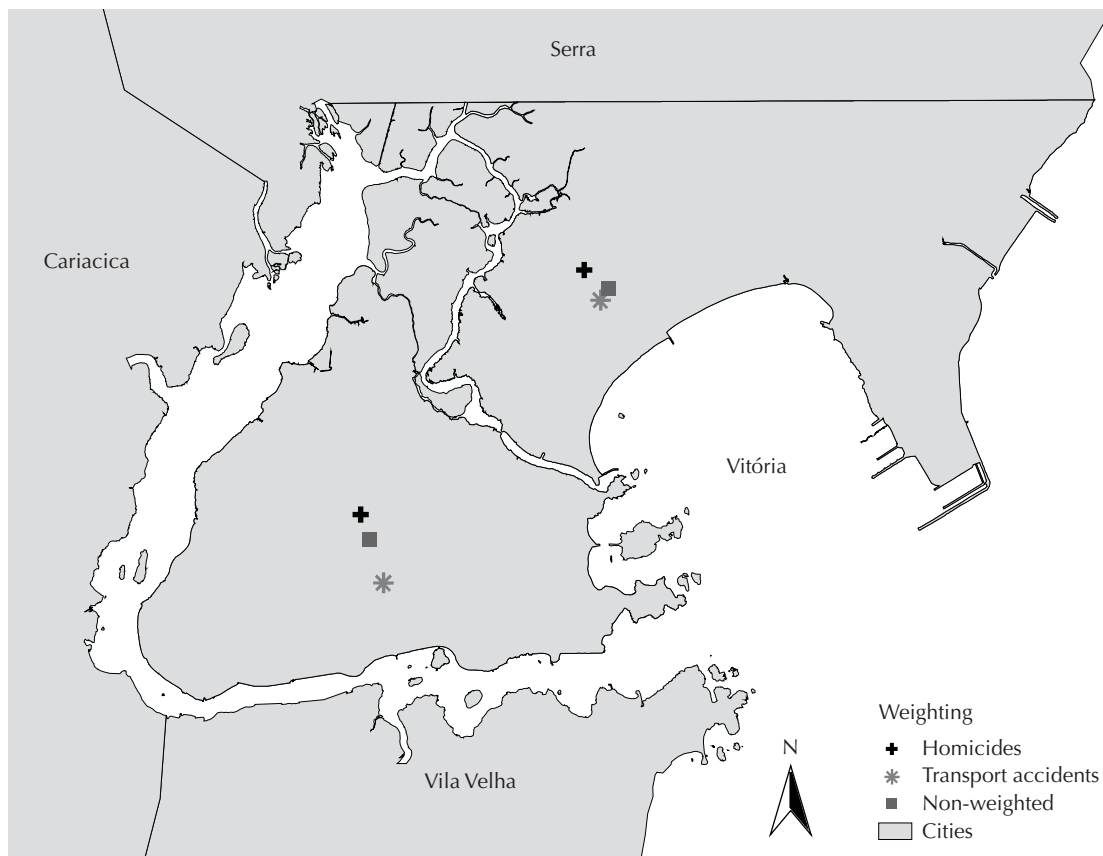 Serra
Cariacica
Vitória
Vila Velha
N
Weighting
Homicides
Transport accidents
Non-weighted
Cities